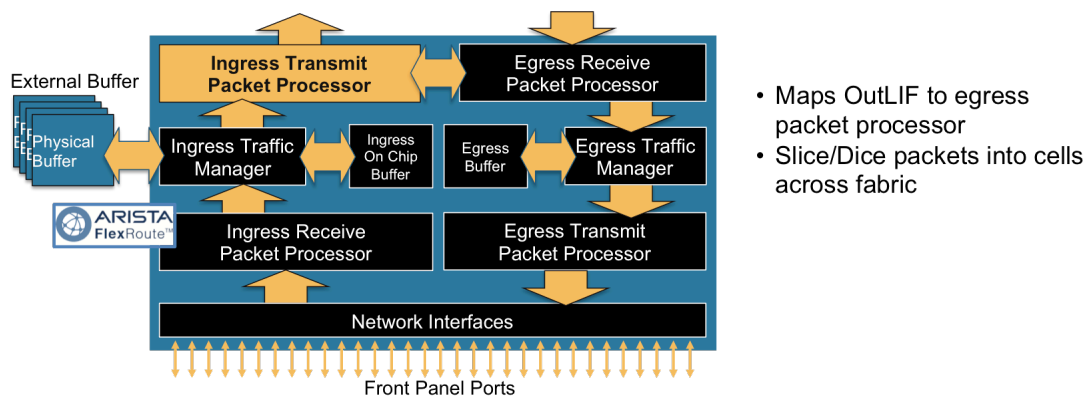 Ingress Transmit
Packet Processor
Egress Receive
Packet Processor
External Buffer
Physical
Buffer
Ingress Traffic
Manager
Ingress
On Chip
Buffer
Egress
Buffer
Egress Traffic
Manager
ARISTA
FlexRoute™
Ingress Receive
Packet Processor
Egress Transmit
Packet Processor
Network Interfaces
Front Panel Ports
• Maps OutLIF to egress
packet processor
• Slice/Dice packets into cells
across fabric